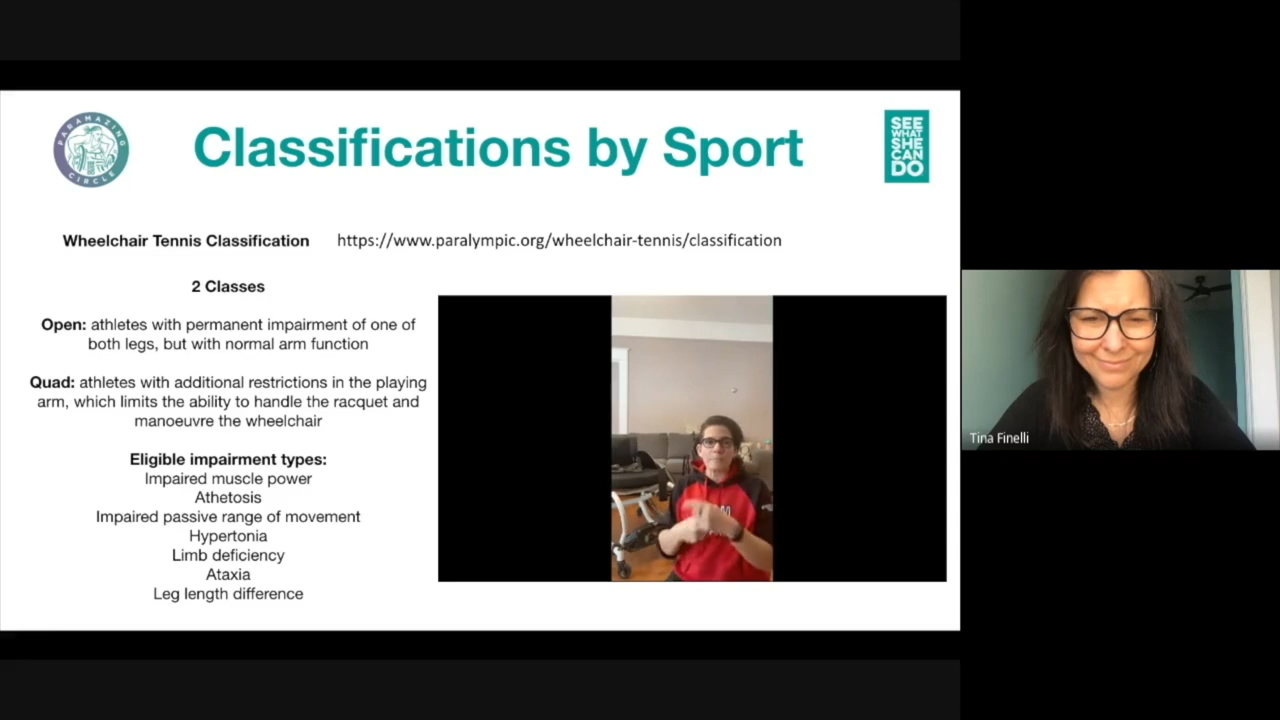 PARAMAZING
CIRCLE
Classifications by Sport
SEE
WHAT
SHE
CAN
DO
Wheelchair Tennis Classification
https://www.paralympic.org/wheelchair-tennis/classification
2 Classes
Open: athletes with permanent impairment of one of
both legs, but with normal arm function
Quad: athletes with additional restrictions in the playing
arm, which limits the ability to handle the racquet and
manoeuvre the wheelchair
Eligible impairment types:
Impaired muscle power
Athetosis
Impaired passive range of movement
Hypertonia
Limb deficiency
Ataxia
Leg length difference
Tina Finelli